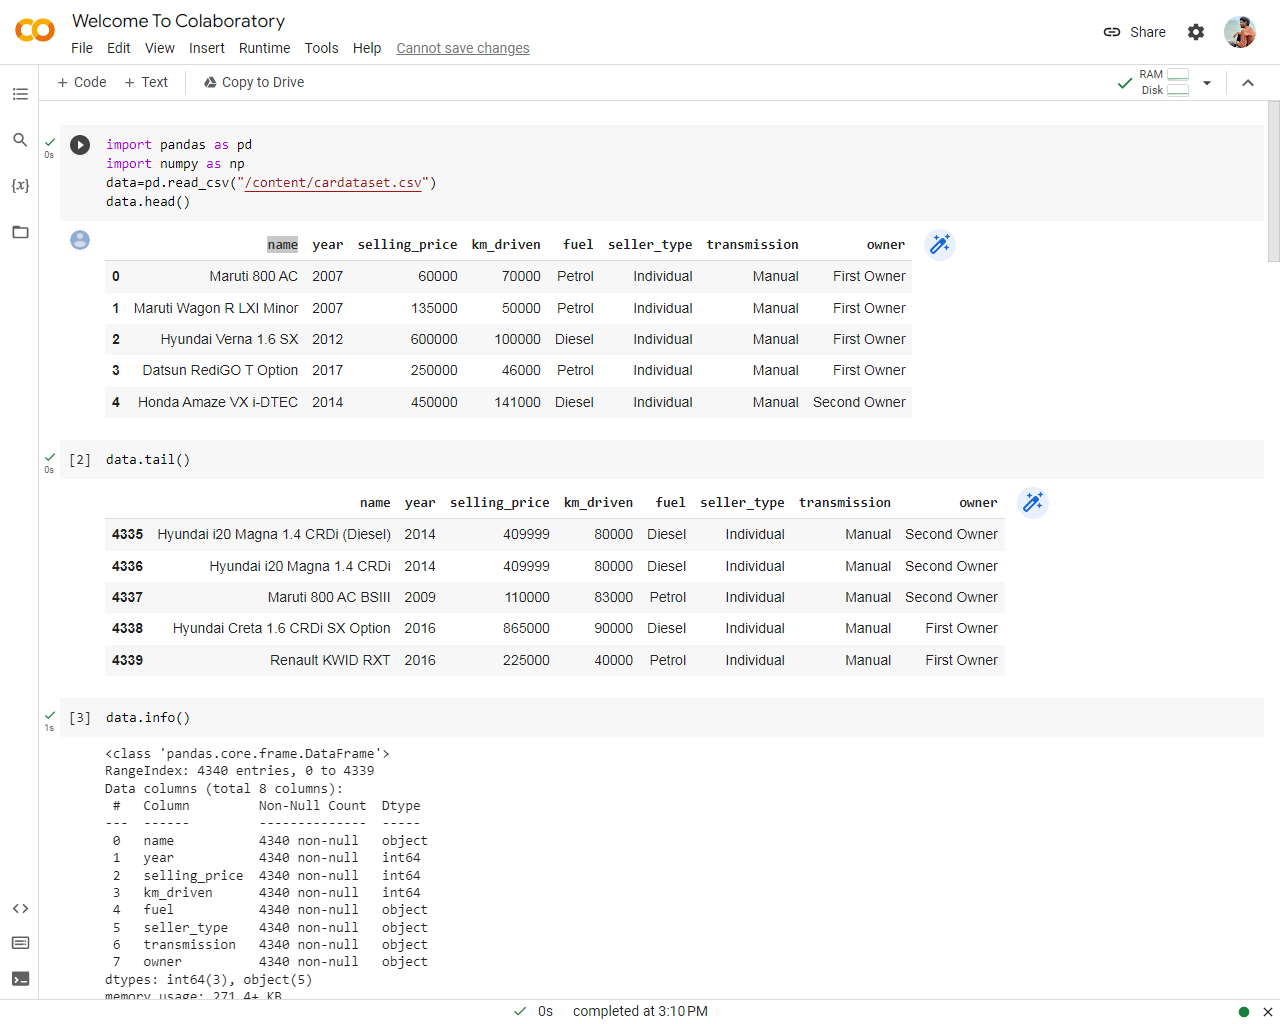 Welcome To Colaboratory
File Edit View Insert Runtime Tools Help Cannot save changes
Share
+ Code + Text Copy to Drive
RAM
Disk
0s
import pandas as pd
import numpy as np
data=pd.read_csv("/content/cardataset.csv")
data.head()
name year selling_price km_driven fuel seller_type transmission owner
0 Maruti 800 AC 2007 60000 70000 Petrol Individual Manual First Owner
1 Maruti Wagon R LXI Minor 2007 135000 50000 Petrol Individual Manual First Owner
2 Hyundai Verna 1.6 SX 2012 600000 100000 Diesel Individual Manual First Owner
3 Datsun RediGO T Option 2017 250000 46000 Petrol Individual Manual First Owner
4 Honda Amaze VX i-DTEC 2014 450000 141000 Diesel Individual Manual Second Owner
0s
[2] data.tail()
name year selling_price km_driven fuel seller_type transmission owner
4335 Hyundai i20 Magna 1.4 CRDi (Diesel) 2014 409999 80000 Diesel Individual Manual Second Owner
4336 Hyundai i20 Magna 1.4 CRDi 2014 409999 80000 Diesel Individual Manual Second Owner
4337 Maruti 800 AC BSIII 2009 110000 83000 Petrol Individual Manual Second Owner
4338 Hyundai Creta 1.6 CRDi SX Option 2016 865000 90000 Diesel Individual Manual First Owner
4339 Renault KWID RXT 2016 225000 40000 Petrol Individual Manual First Owner
1s
[3] data.info()
<class 'pandas.core.frame.DataFrame'>
RangeIndex: 4340 entries, 0 to 4339
Data columns (total 8 columns):
# Column Non-Null Count Dtype
--- ------ -------------- -----
0 name 4340 non-null object
1 year 4340 non-null int64
2 selling_price 4340 non-null int64
3 km_driven 4340 non-null int64
4 fuel 4340 non-null object
5 seller_type 4340 non-null object
6 transmission 4340 non-null object
7 owner 4340 non-null object
dtypes: int64(3), object(5)
memory usage: 271.4+ KB
0s completed at 3:10 PM